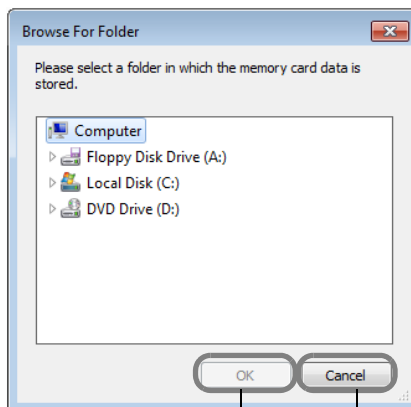 Browse For Folder
Please select a folder in which the memory card data is
stored.
Computer
Floppy Disk Drive (A:)
Local Disk (C:)
DVD Drive (D:)
OK
Cancel